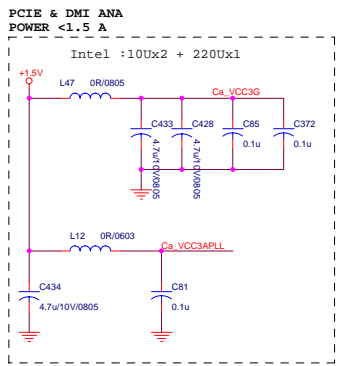 PCIE & DMI ANA
POWER <1.5 A
Intel :10Ux2 + 220Ux1
+1.5V
L47 0R/0805
Ca_VCC3G
C433
4.7u/10V/0805
C428
4.7u/10V/0805
C85
0.1u
C372
0.1u
L12 0R/0603
Ca_VCC3APLL
C434
4.7u/10V/0805
C81
0.1u